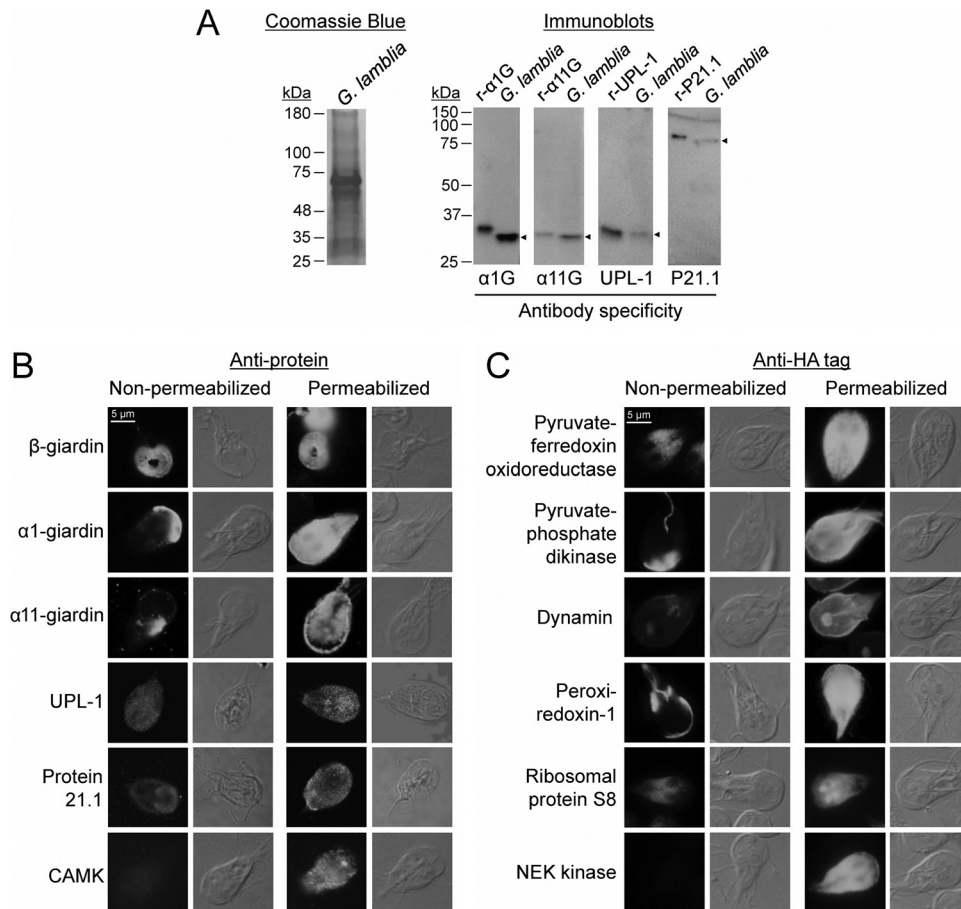 A
Coomassie Blue
kDa
G. lamblia
180
100
75
48
35
25
Immunoblots
kDa
r-α1G
G. lamblia
r-α11G
G. lamblia
r-UPL-1
G. lamblia
r-P21.1
G. lamblia
150
100
75
50
37
25
α1G
α11G
UPL-1
P21.1
Antibody specificity
B
Anti-protein
Non-permeabilized
Permeabilized
5 µm
β-giardin
α1-giardin
α11-giardin
UPL-1
Protein
21.1
CAMK
C
Anti-HA tag
Non-permeabilized
Permeabilized
5 µm
Pyruvate-
ferredoxin
oxidoreductase
Pyruvate-
phosphate
dikinase
Dynamin
Peroxi-
redoxin-1
Ribosomal
protein S8
NEK kinase